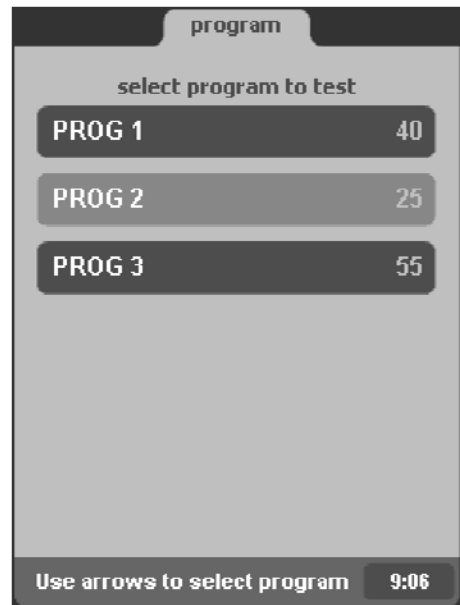 program
select program to test
PROG 1 40
PROG 2 25
PROG 3 55
Use arrows to select program 9:06